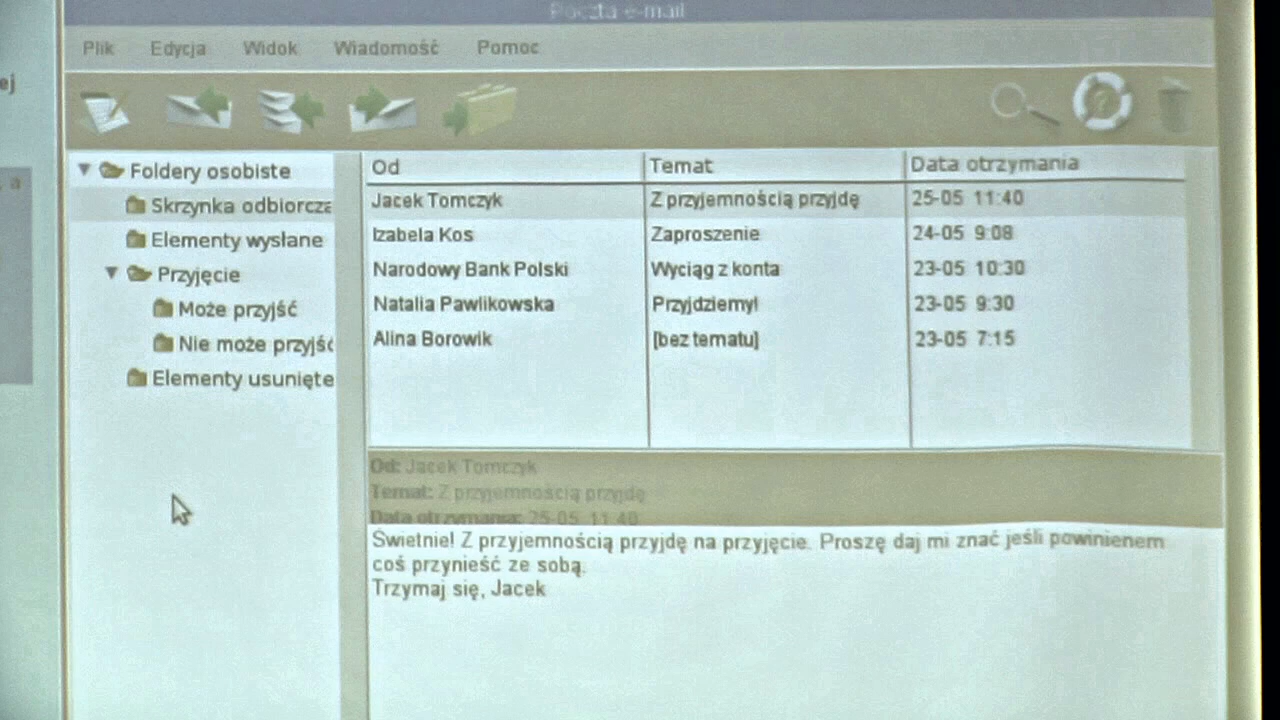 Poczta e-mail
Plik Edycja Widok Wiadomość Pomoc
ej
a
Foldery osobiste
Skrzynka odbiorcza
Elementy wysłane
Przyjęcie
Może przyjść
Nie może przyjść
Elementy usunięte
Od Temat Data otrzymania
Jacek Tomczyk Z przyjemnością przyjdę 25-05 11:40
Izabela Kos Zaproszenie 24-05 9:08
Narodowy Bank Polski Wyciąg z konta 23-05 10:30
Natalia Pawlikowska Przyjdziemy! 23-05 9:30
Alina Borowik [bez tematu] 23-05 7:15
Od: Jacek Tomczyk
Temat: Z przyjemnością przyjdę
Data otrzymania: 25-05 11:40
Świetnie! Z przyjemnością przyjdę na przyjęcie. Proszę daj mi znać jeśli powinienem
coś przynieść ze sobą.
Trzymaj się, Jacek